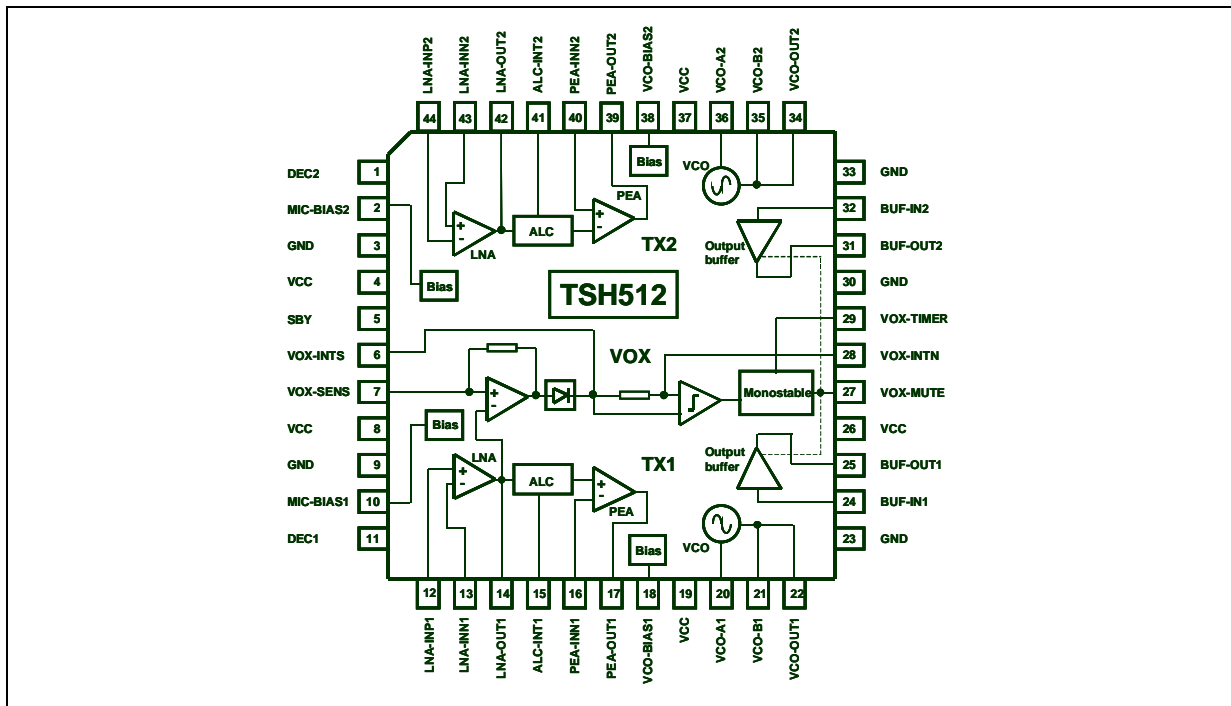 LNA-INP2
LNA-INN2
LNA-OUT2
ALC-INT2
PEA-INN2
PEA-OUT2
VCO-BIAS2
VCC
VCO-A2
VCO-B2
VCO-OUT2
44
43
42
41
40
39
38
37
36
35
34
DEC2
1
MIC-BIAS2
2
GND
3
VCC
4
SBY
5
VOX-INTS
6
VOX-SENS
7
VCC
8
GND
9
MIC-BIAS1
10
DEC1
11
Bias
VCO
PEA
+
-
LNA
ALC
+
-
TX2
Output
buffer
Bias
TSH512
VOX
+
-
Monostable
Bias
LNA
+
-
ALC
+
-
PEA
TX1
Output
buffer
VCO
Bias
33
GND
32
BUF-IN2
31
BUF-OUT2
30
GND
29
VOX-TIMER
28
VOX-INTN
27
VOX-MUTE
26
VCC
25
BUF-OUT1
24
BUF-IN1
23
GND
12
13
14
15
16
17
18
19
20
21
22
LNA-INP1
LNA-INN1
LNA-OUT1
ALC-INT1
PEA-INN1
PEA-OUT1
VCO-BIAS1
VCC
VCO-A1
VCO-B1
VCO-OUT1